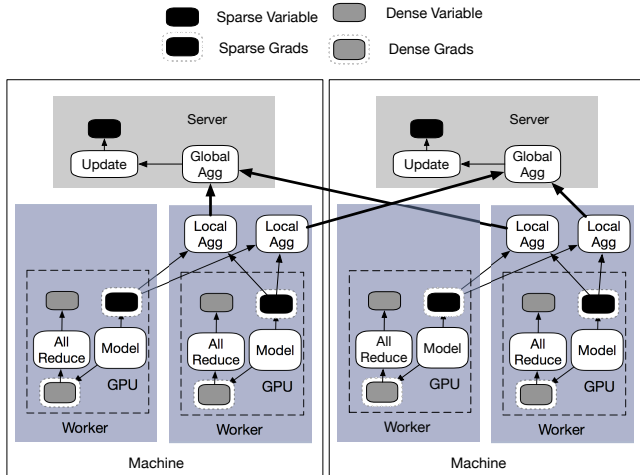 Sparse Variable
Dense Variable
Sparse Grads
Dense Grads
Server
Update
Global
Agg
Server
Update
Global
Agg
Local
Agg
Local
Agg
Local
Agg
Local
Agg
All
Reduce
Model
GPU
Worker
All
Reduce
Model
GPU
Worker
All
Reduce
Model
GPU
Worker
All
Reduce
Model
GPU
Worker
Machine
Machine